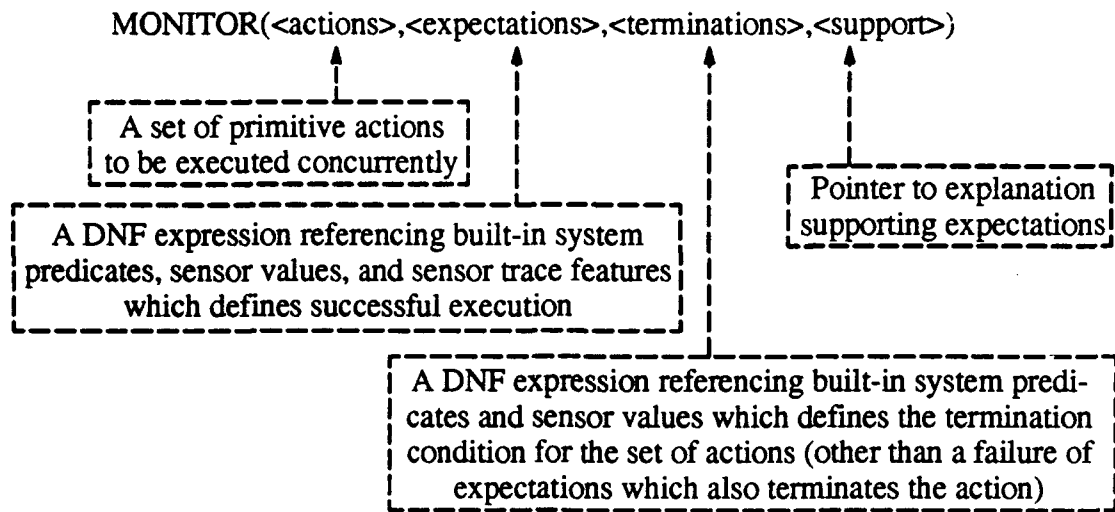 MONITOR(<actions>,<expectations>,<terminations>,<support>)
A set of primitive actions
to be executed concurrently
Pointer to explanation
supporting expectations
A DNF expression referencing built-in system
predicates, sensor values, and sensor trace features
which defines successful execution
A DNF expression referencing built-in system predi-
cates and sensor values which defines the termination
condition for the set of actions (other than a failure of
expectations which also terminates the action)